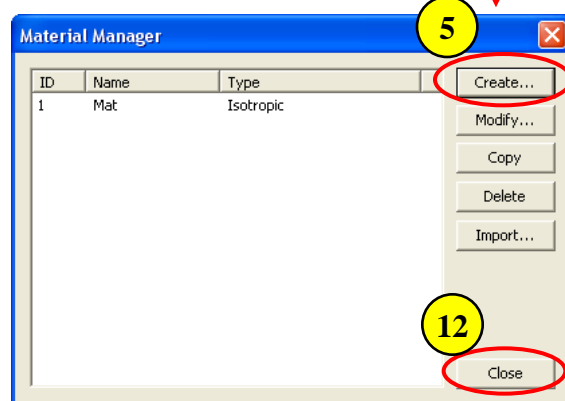 5
Material Manager
ID Name Type
1 Mat Isotropic
Create...
Modify...
Copy
Delete
Import...
12
Close